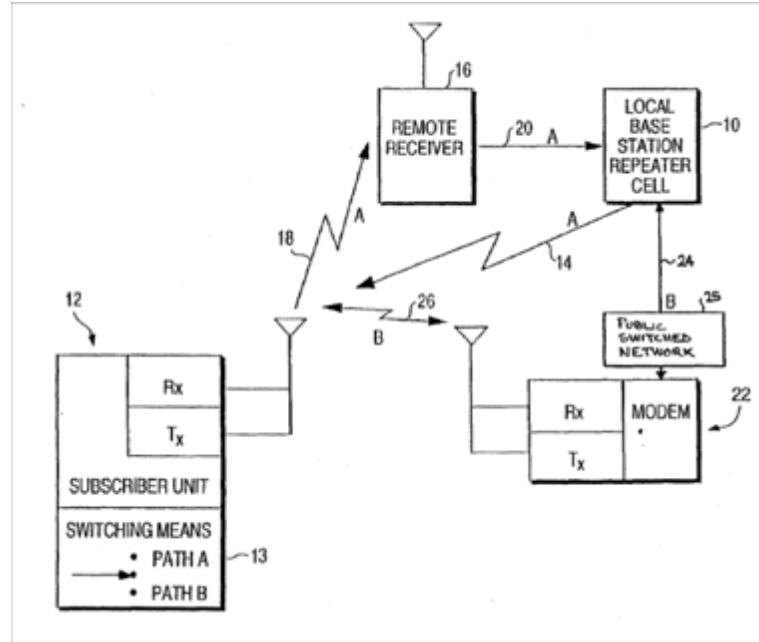 16
REMOTE
RECEIVER
20
A
LOCAL
BASE
STATION
REPEATER
CELL
10
A
18
A
14
24
12
26
B
B
25
PUBLIC
SWITCHED
NETWORK
Rx
Tx
SUBSCRIBER UNIT
Rx
Tx
MODEM
22
SWITCHING MEANS
PATH A
PATH B
13